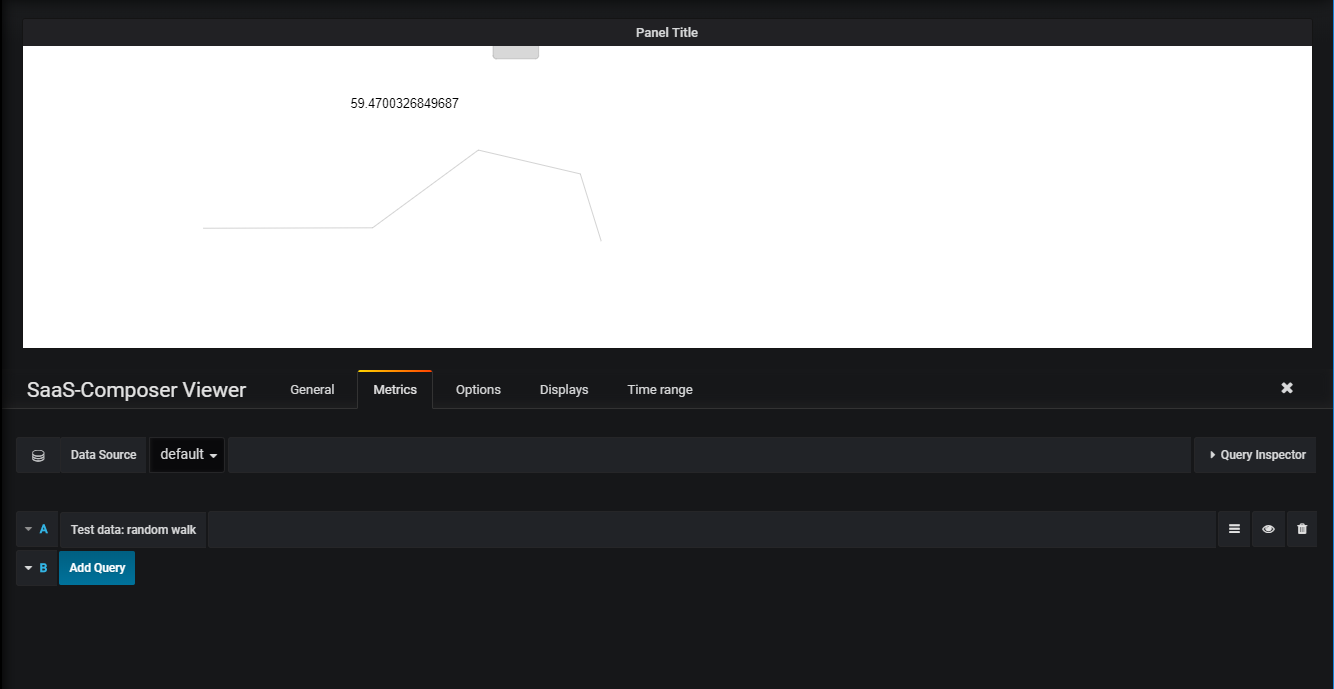 Panel Title
59.4700326849687
SaaS-Composer Viewer General Metrics Options Displays Time range
Data Source default Query Inspector
A Test data: random walk
B Add Query